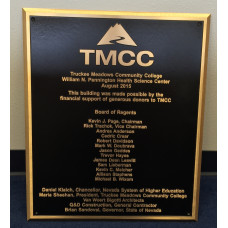 TMCC
Truckee Meadows Community College
William N. Pennington Health Science Center
August 2015
This building was made possible by the
financial support of generous donors to TMCC
Board of Regents
Kevin J. Page, Chairman
Rick Trachok, Vice Chairman
Andrea Anderson
Cedric Crear
Robert Davidson
Mark W. Doubrava
Jason Geddes
Trevor Hayes
James Dean Leavitt
Sam Lieberman
Kevin C. Melcher
Allison Stephens
Michael B. Wixom
Daniel Klaich, Chancellor, Nevada System of Higher Education
Maria Sheehan, President, Truckee Meadows Community College
Van Woert Bigotti Architects
Q&D Construction, General Contractor
Brian Sandoval, Governor, State of Nevada